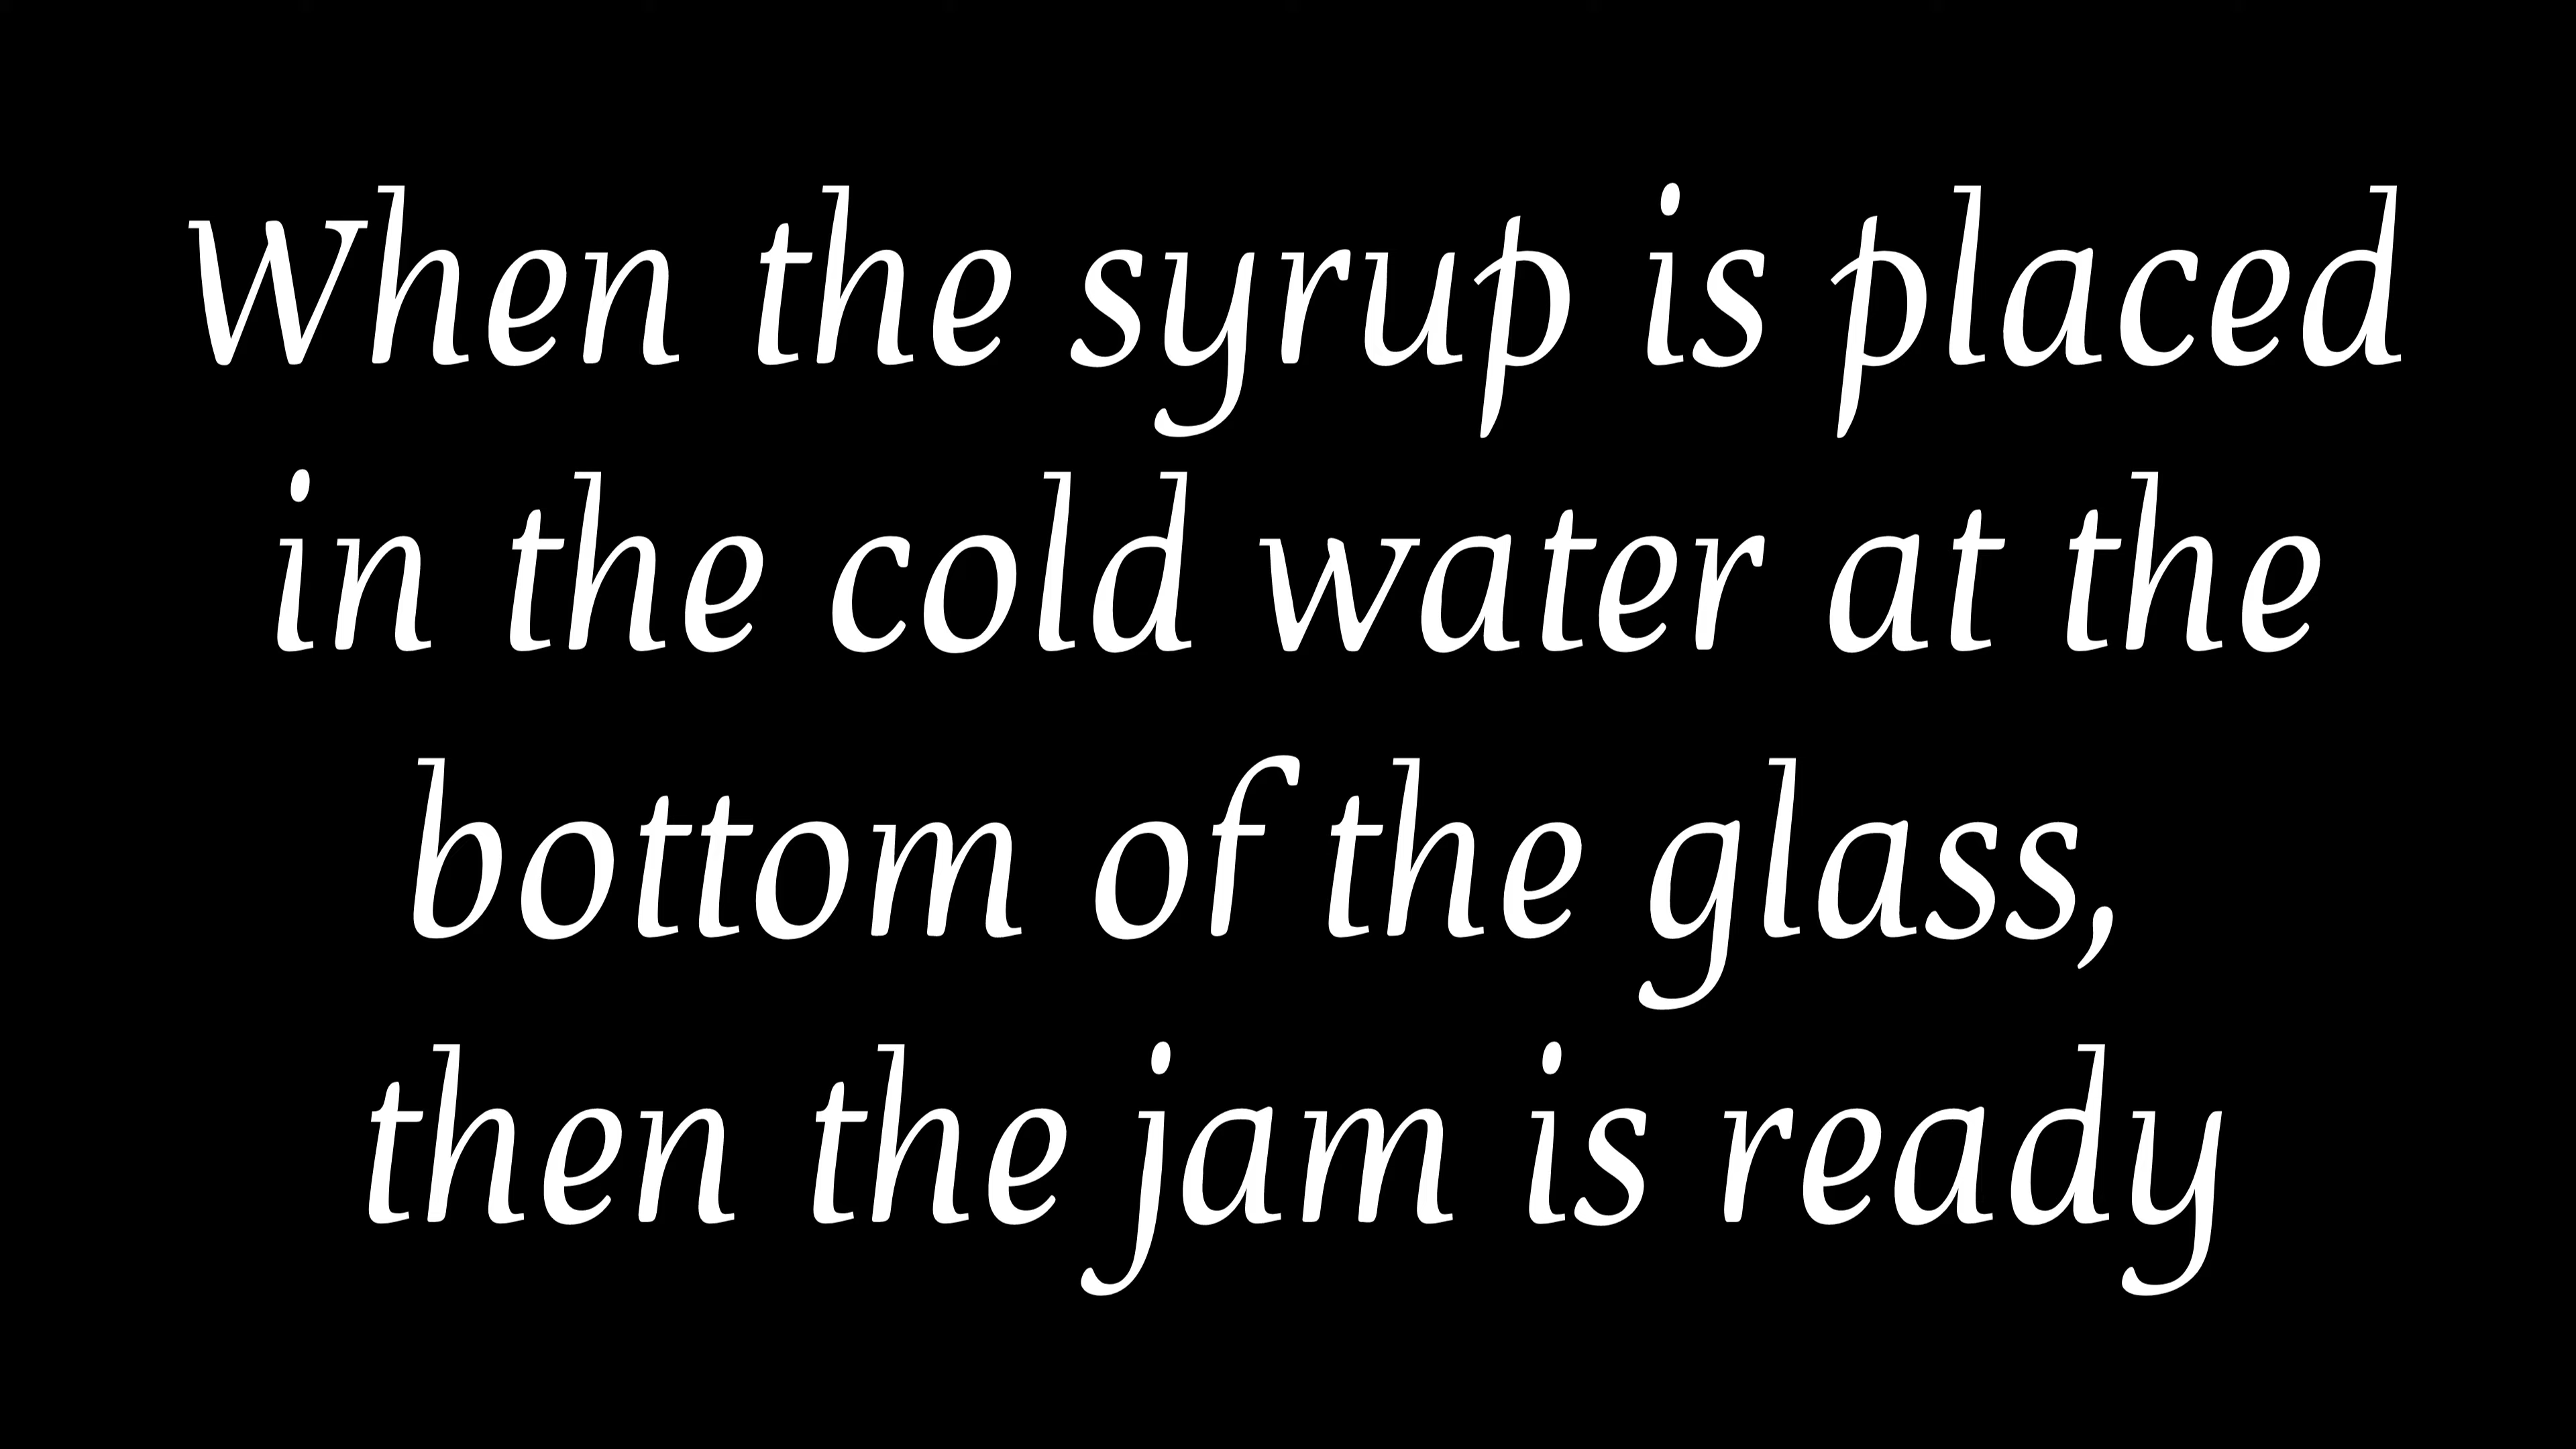 When the syrup is placed
in the cold water at the
bottom of the glass,
then the jam is ready